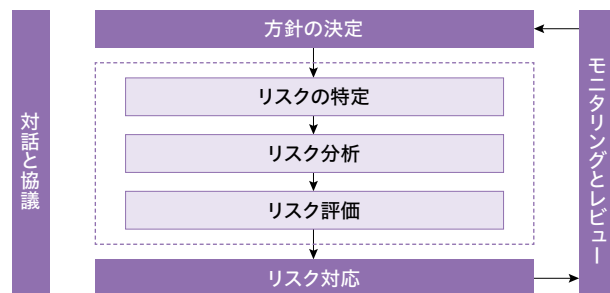 方針の決定
リスクの特定
リスク分析
リスク評価
リスク対応
対話と協議
モニタリングとレビュー